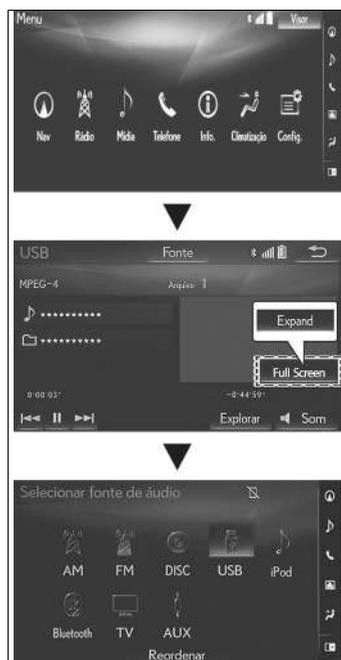 Menu
Visor
Nav Rádio Mídia Telefone Info. Climatização Config.
USB Fonte
MPEG-4 Arquivo 1
**********
Expand
**********
Full Screen
0:00'03" -0:44'59"
Explorar Som
Selecionar fonte de áudio
AM FM DISC USB iPod
Bluetooth TV AUX
Reordenar